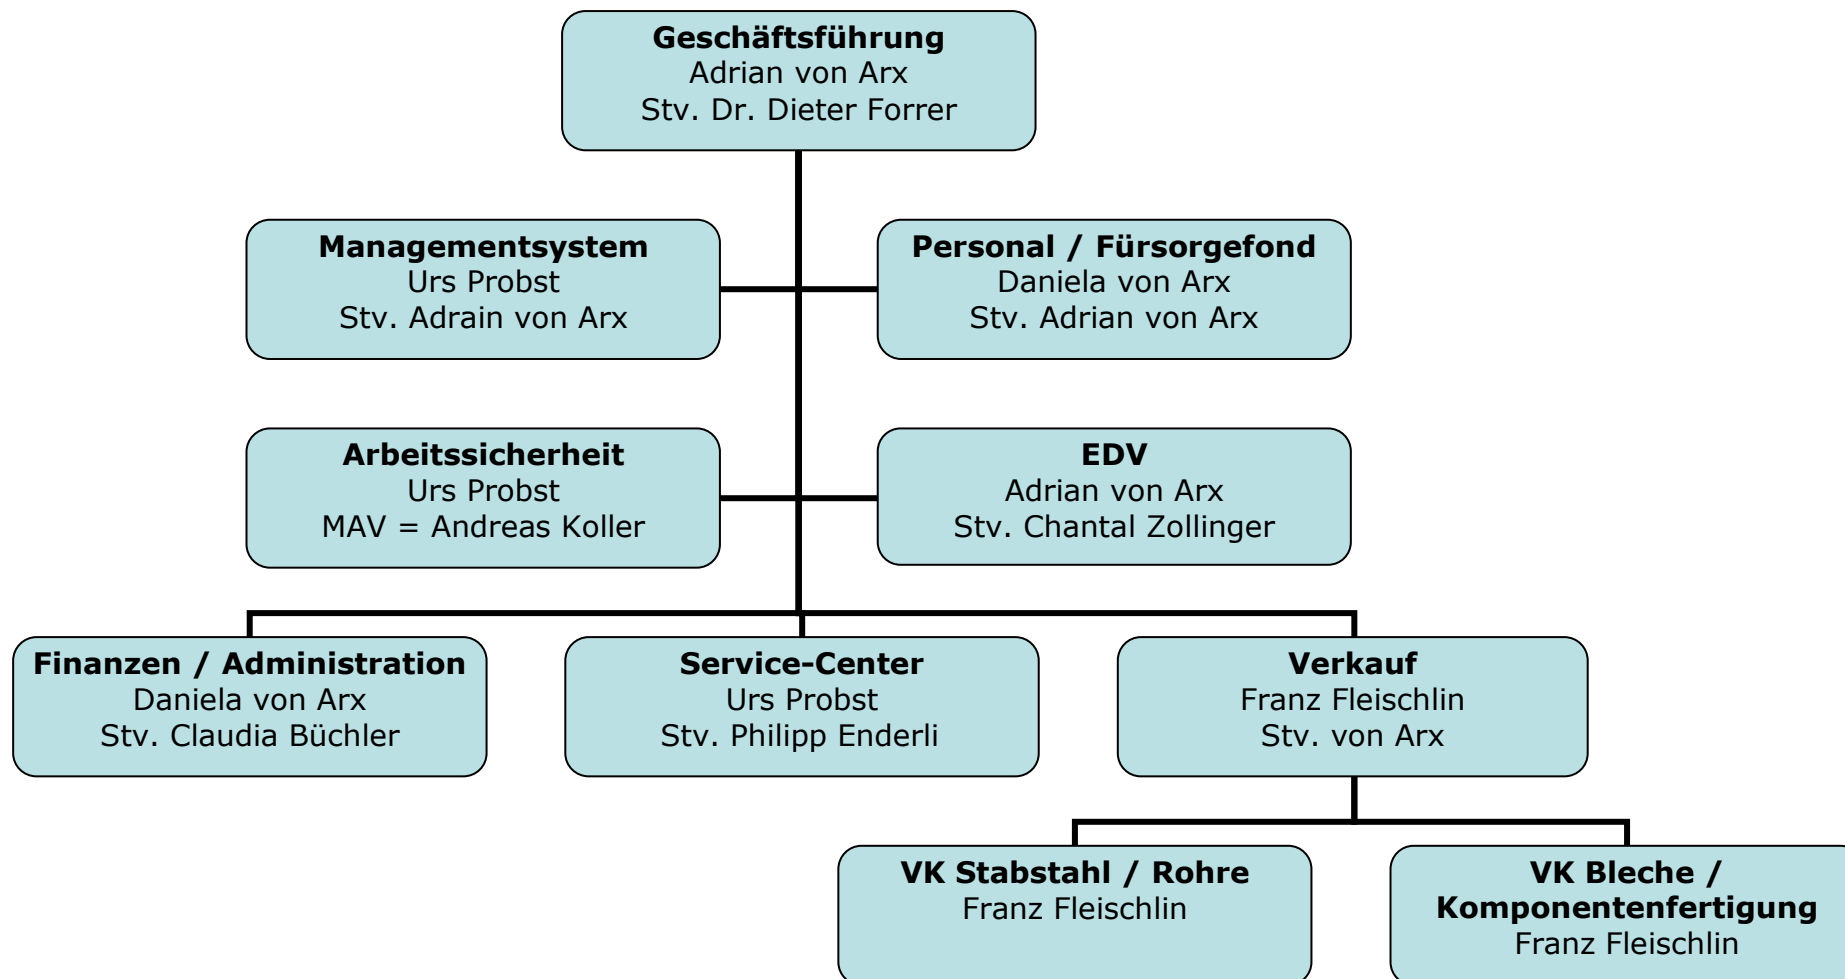 Geschäftsführung
Adrian von Arx
Stv. Dr. Dieter Forrer
Managementsystem
Urs Probst
Stv. Adrain von Arx
Personal / Fürsorgefond
Daniela von Arx
Stv. Adrian von Arx
Arbeitssicherheit
Urs Probst
MAV = Andreas Koller
EDV
Adrian von Arx
Stv. Chantal Zollinger
Finanzen / Administration
Daniela von Arx
Stv. Claudia Büchler
Service-Center
Urs Probst
Stv. Philipp Enderli
Verkauf
Franz Fleischlin
Stv. von Arx
VK Stabstahl / Rohre
Franz Fleischlin
VK Bleche /
Komponentenfertigung
Franz Fleischlin